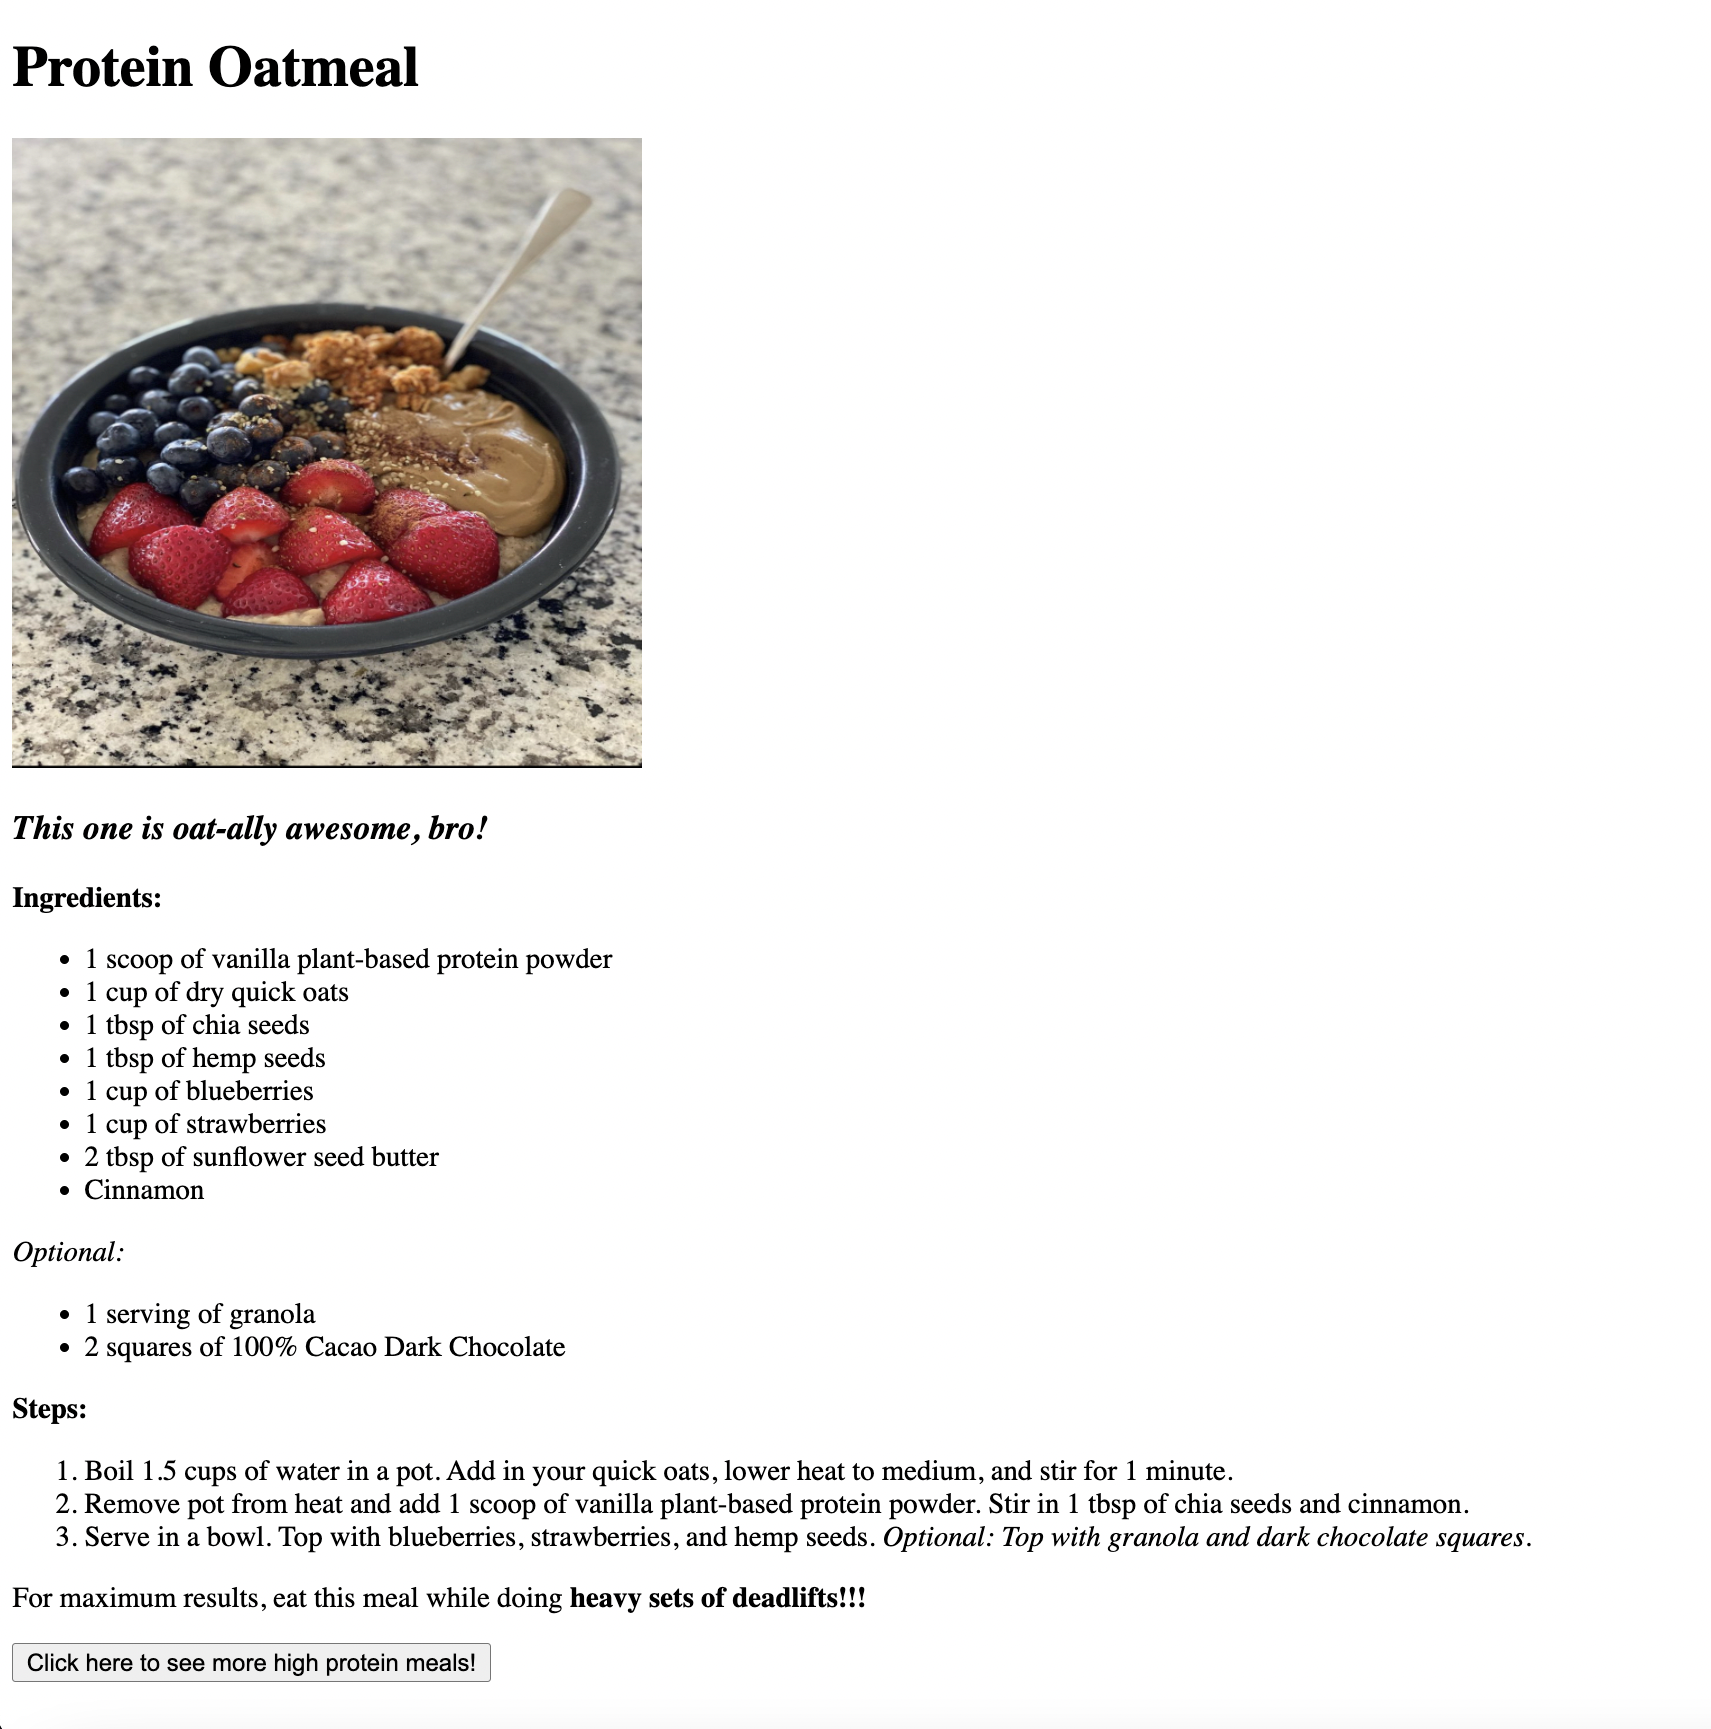 Protein Oatmeal
This one is oat-ally awesome, bro!
Ingredients:
• 1 scoop of vanilla plant-based protein powder
• 1 cup of dry quick oats
• 1 tbsp of chia seeds
• 1 tbsp of hemp seeds
• 1 cup of blueberries
• 1 cup of strawberries
• 2 tbsp of sunflower seed butter
• Cinnamon
Optional:
• 1 serving of granola
• 2 squares of 100% Cacao Dark Chocolate
Steps:
1. Boil 1.5 cups of water in a pot. Add in your quick oats, lower heat to medium, and stir for 1 minute.
2. Remove pot from heat and add 1 scoop of vanilla plant-based protein powder. Stir in 1 tbsp of chia seeds and cinnamon.
3. Serve in a bowl. Top with blueberries, strawberries, and hemp seeds. Optional: Top with granola and dark chocolate squares.
For maximum results, eat this meal while doing heavy sets of deadlifts!!!
Click here to see more high protein meals!